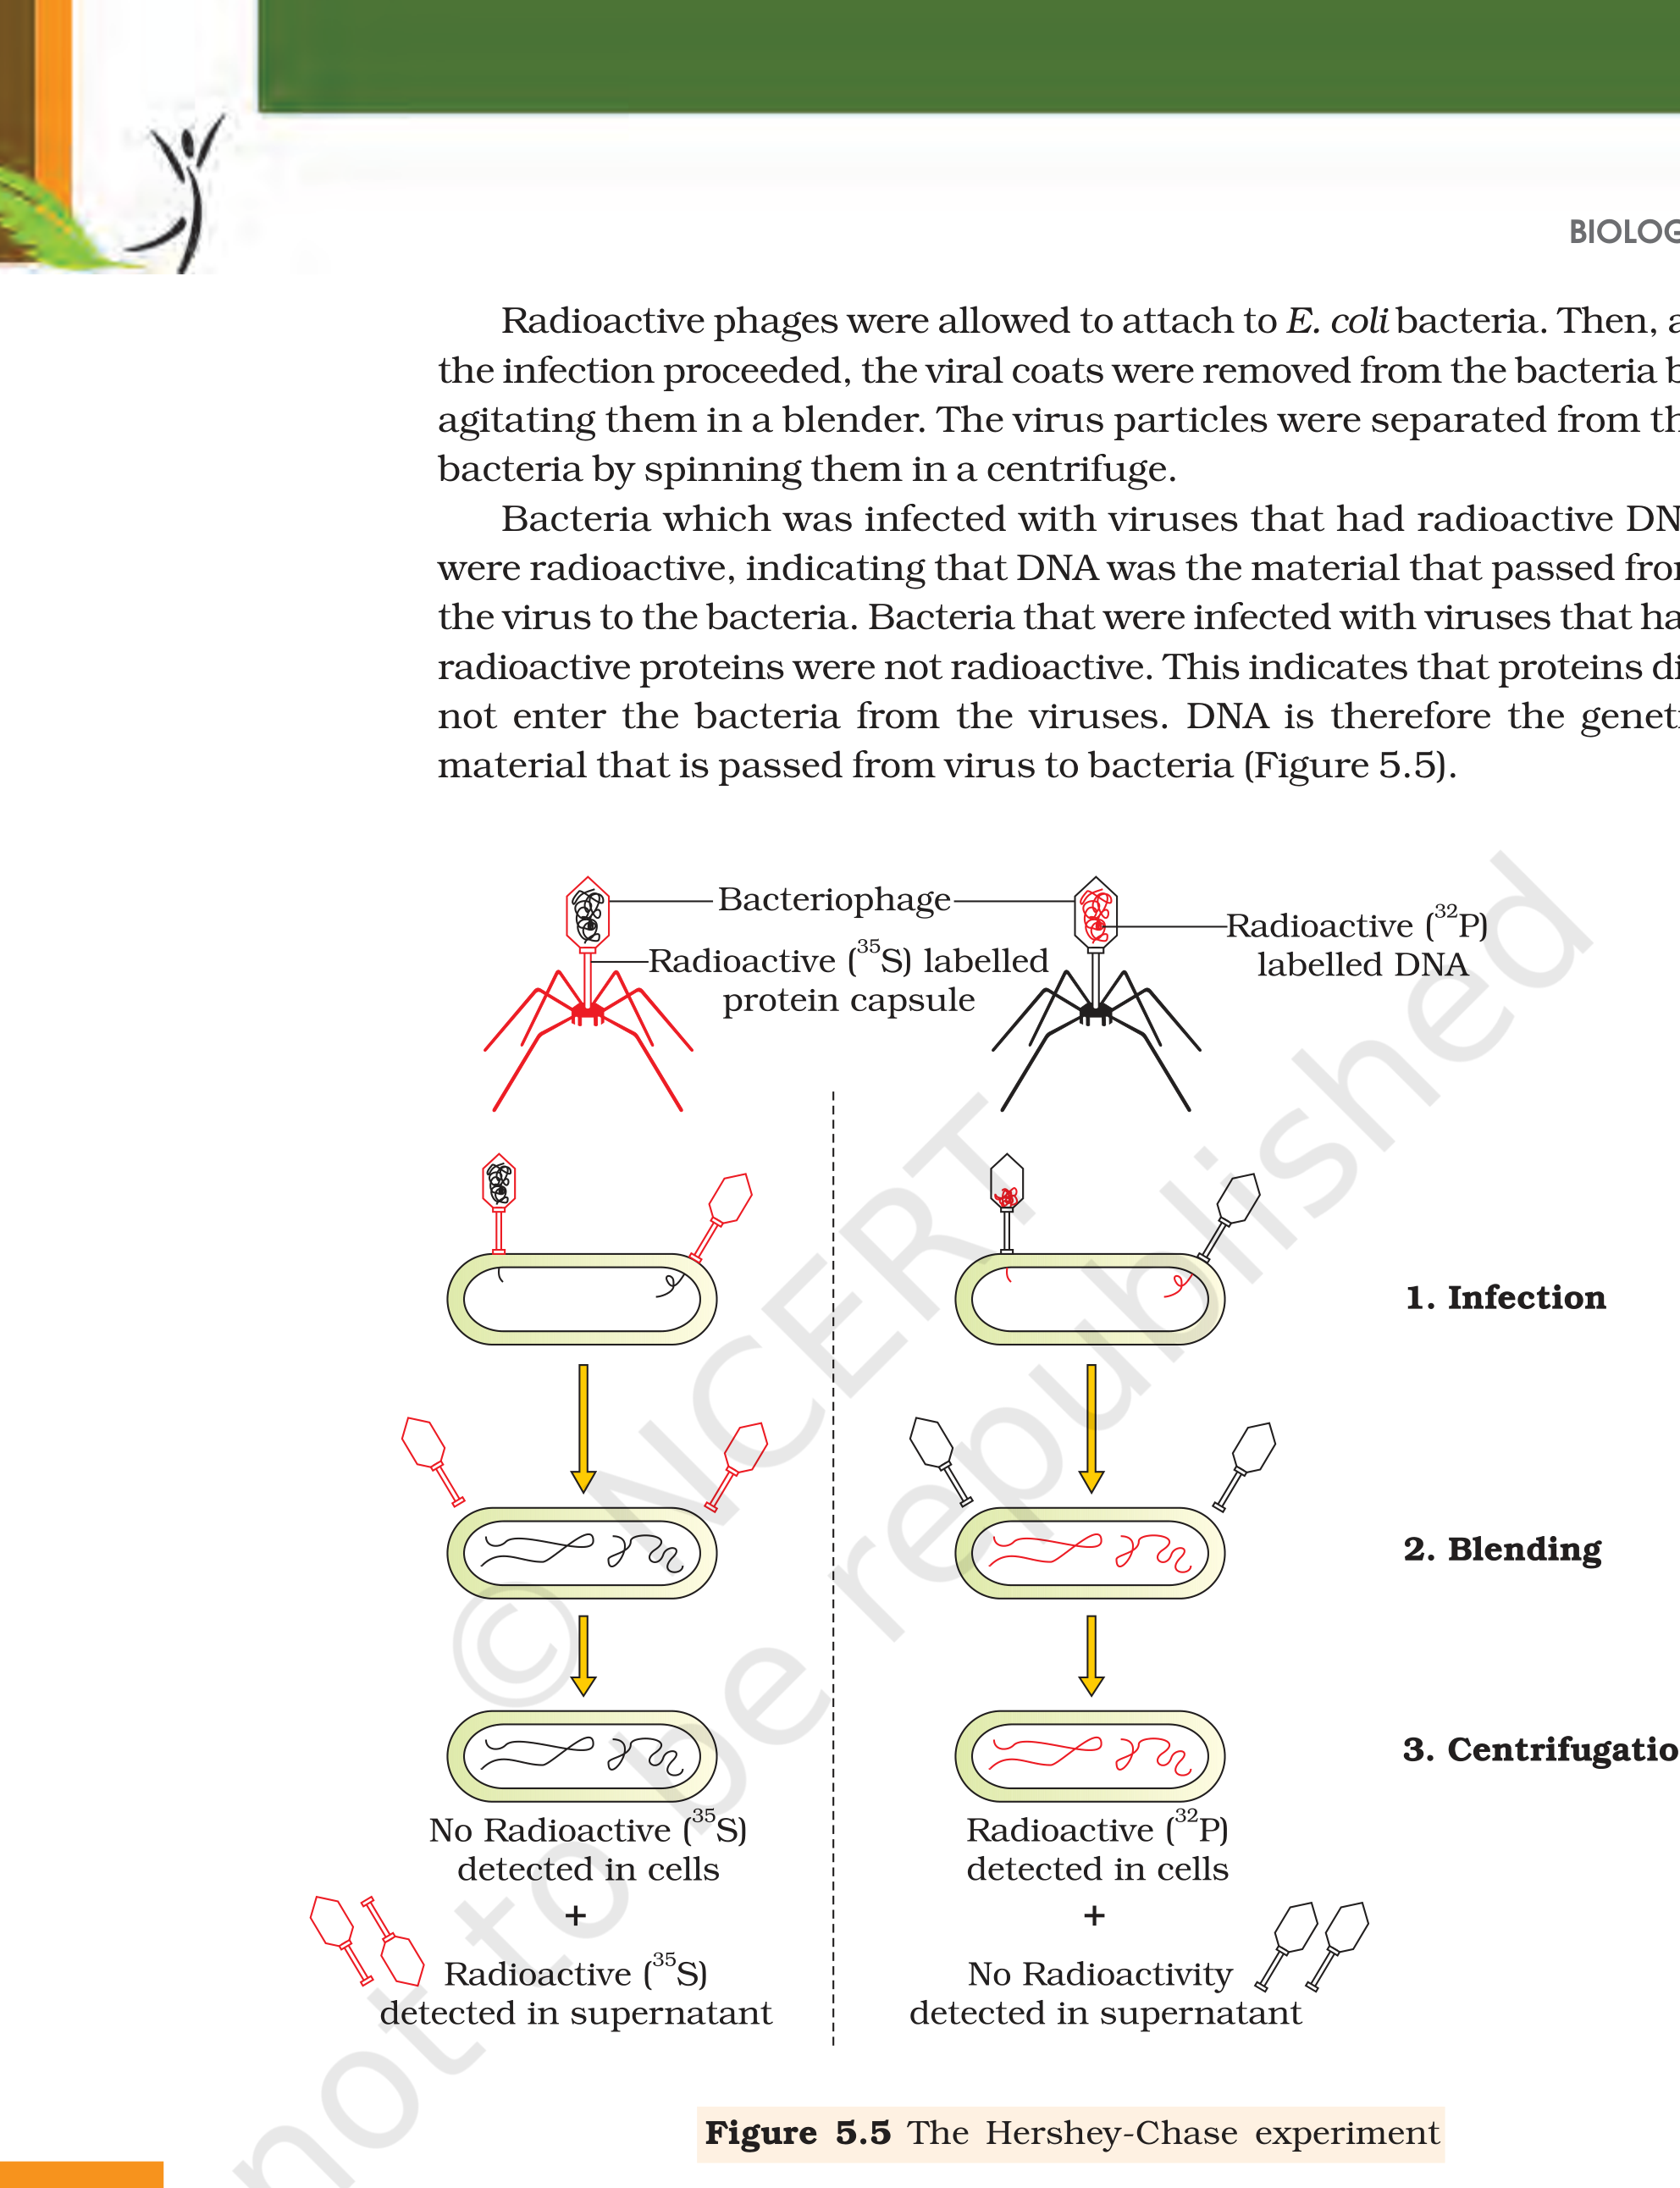 BIOLOG
Radioactive phages were allowed to attach to E. coli bacteria. Then, a
the infection proceeded, the viral coats were removed from the bacteria b
agitating them in a blender. The virus particles were separated from th
bacteria by spinning them in a centrifuge.
Bacteria which was infected with viruses that had radioactive DN
were radioactive, indicating that DNA was the material that passed from
the virus to the bacteria. Bacteria that were infected with viruses that ha
radioactive proteins were not radioactive. This indicates that proteins di
not enter the bacteria from the viruses. DNA is therefore the geneti
material that is passed from virus to bacteria (Figure 5.5).
Bacteriophage
Radioactive (³²P)
labelled DNA
Radioactive (³⁵S) labelled
protein capsule
1. Infection
2. Blending
3. Centrifugatio
No Radioactive (³⁵S)
detected in cells
+
Radioactive (³⁵S)
detected in supernatant
Radioactive (³²P)
detected in cells
+
No Radioactivity
detected in supernatant
Figure 5.5 The Hershey-Chase experiment
© NCERT
not to be republished